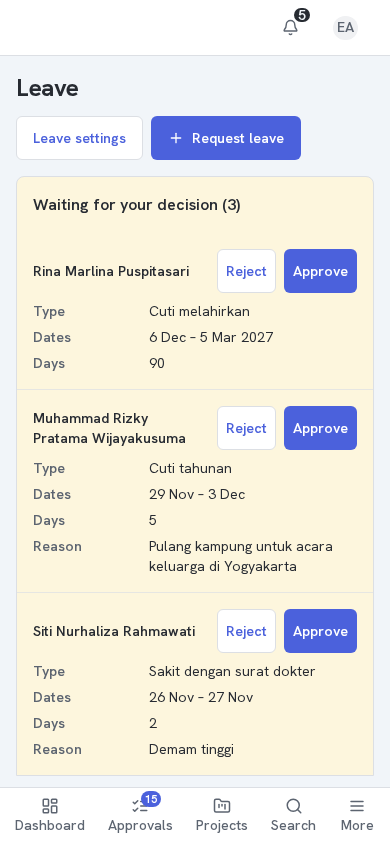 5
EA
Leave
Leave settings
Request leave
Waiting for your decision (3)
Rina Marlina Puspitasari
Reject
Approve
Type Cuti melahirkan
Dates 6 Dec – 5 Mar 2027
Days 90
Muhammad Rizky
Pratama Wijayakusuma
Reject
Approve
Type Cuti tahunan
Dates 29 Nov – 3 Dec
Days 5
Reason Pulang kampung untuk acara
keluarga di Yogyakarta
Siti Nurhaliza Rahmawati
Reject
Approve
Type Sakit dengan surat dokter
Dates 26 Nov – 27 Nov
Days 2
Reason Demam tinggi
15
Dashboard Approvals Projects Search More